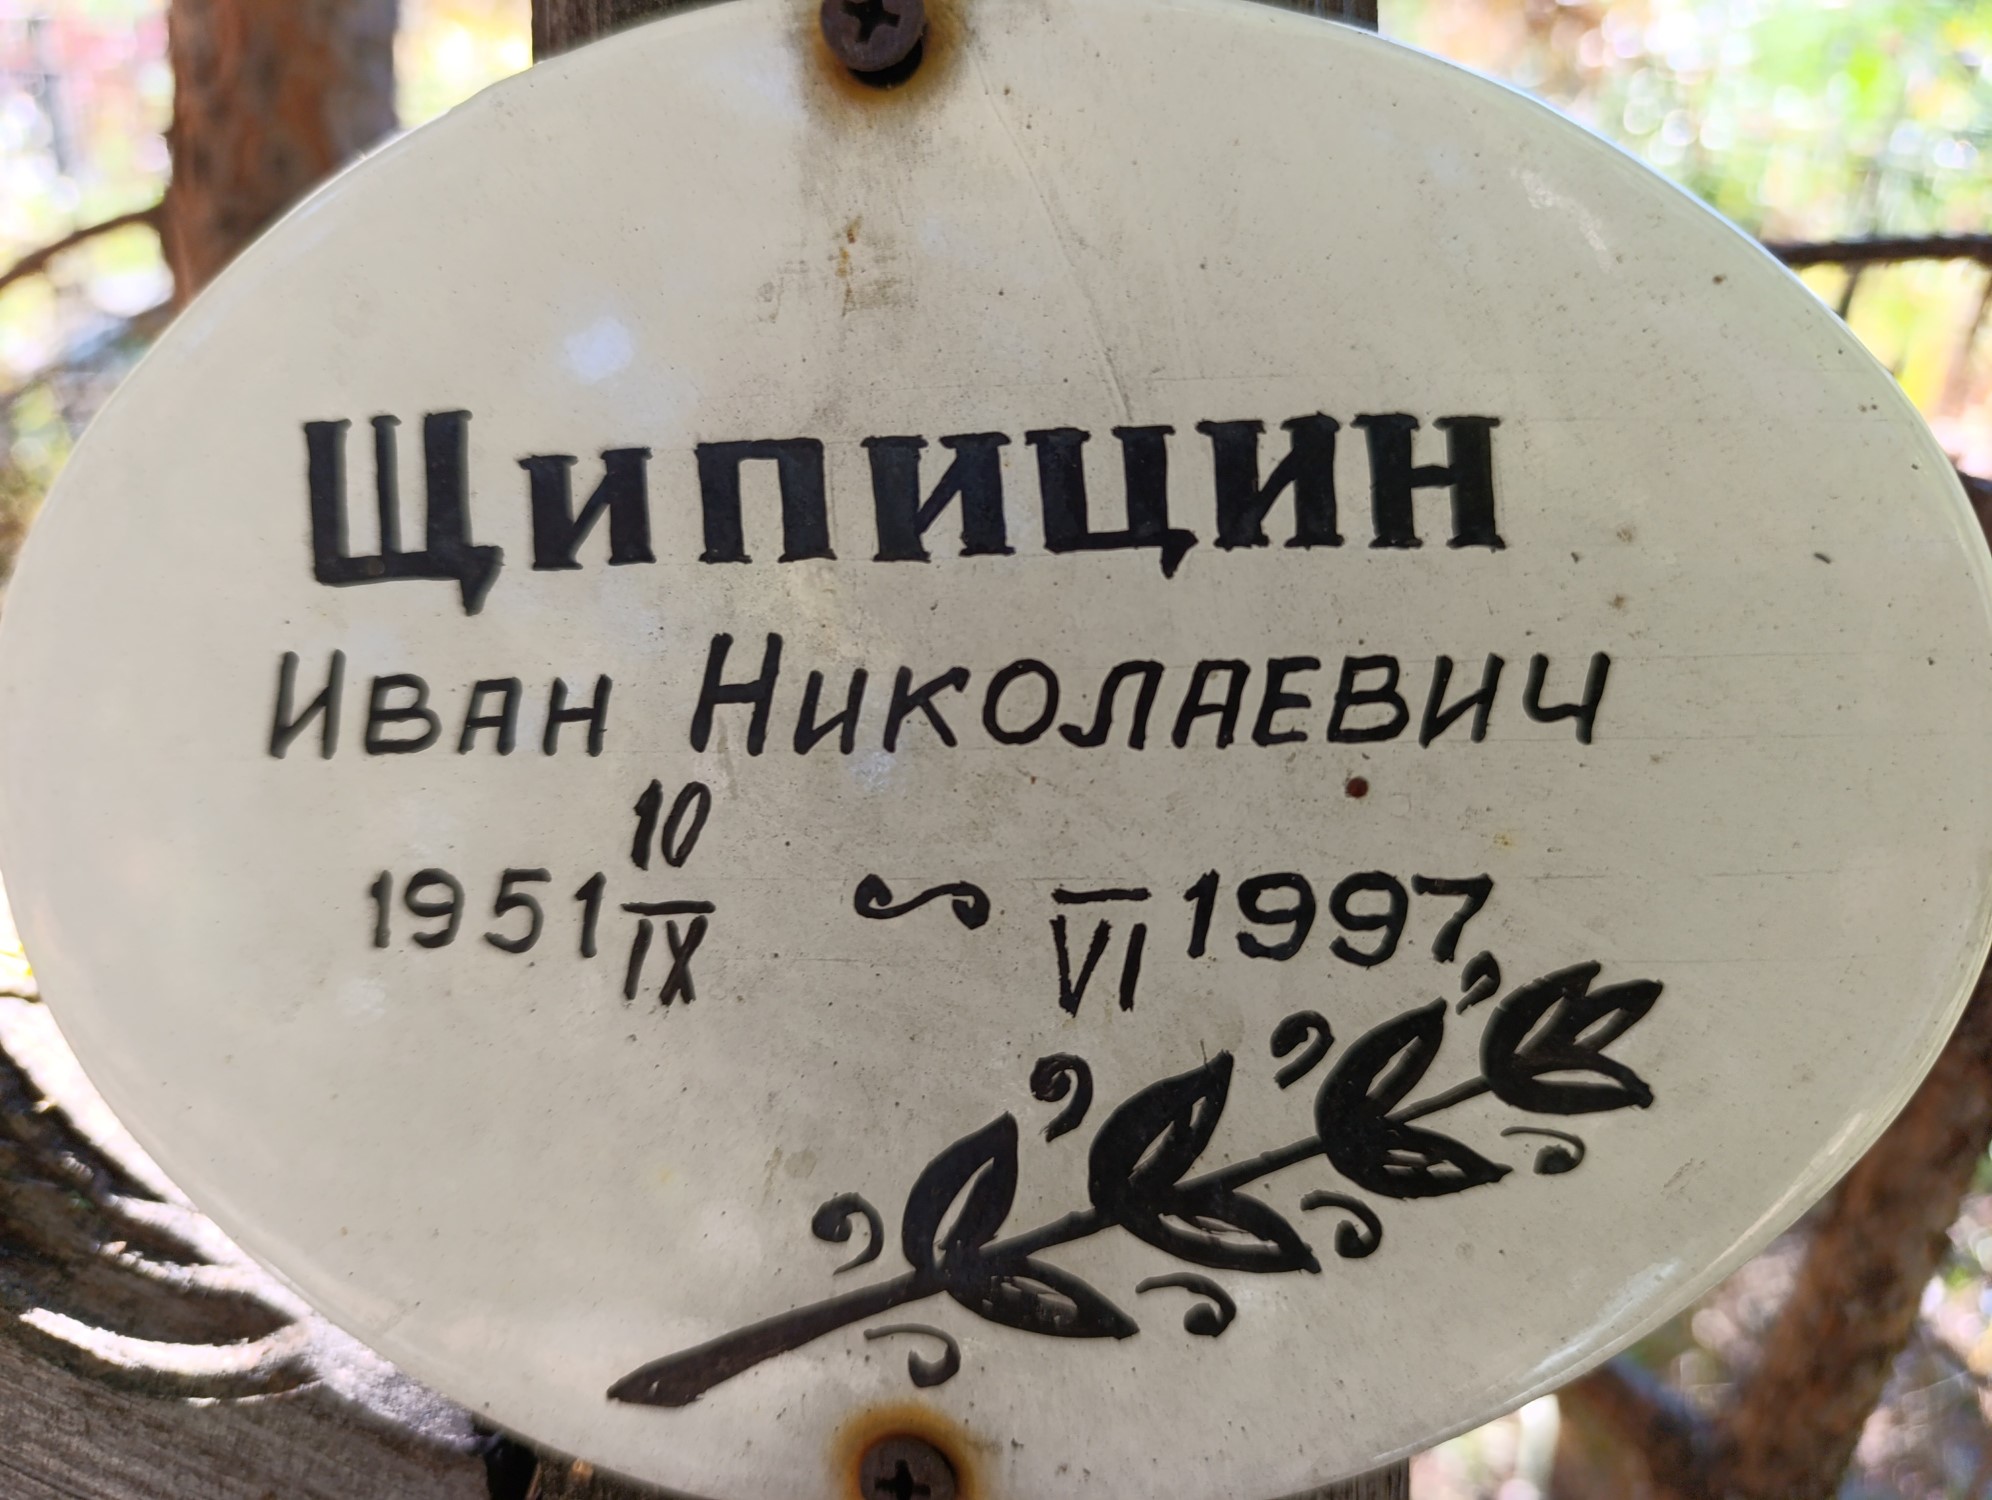 Щипицин
Иван Николаевич
1951 10/IX ~ —/VI 1997